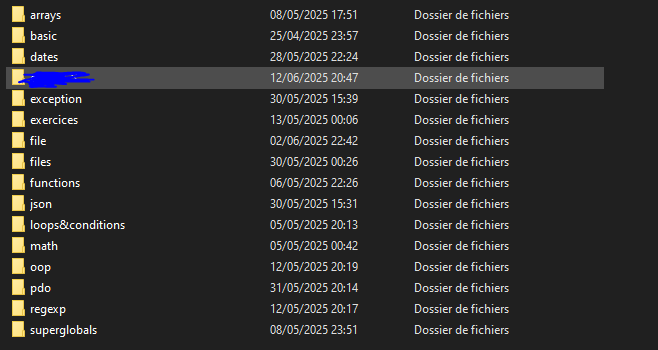 arrays 08/05/2025 17:51 Dossier de fichiers
basic 25/04/2025 23:57 Dossier de fichiers
dates 28/05/2025 22:24 Dossier de fichiers
12/06/2025 20:47 Dossier de fichiers
exception 30/05/2025 15:39 Dossier de fichiers
exercices 13/05/2025 00:06 Dossier de fichiers
file 02/06/2025 22:42 Dossier de fichiers
files 30/05/2025 00:26 Dossier de fichiers
functions 06/05/2025 22:26 Dossier de fichiers
json 30/05/2025 15:31 Dossier de fichiers
loops&conditions 05/05/2025 20:13 Dossier de fichiers
math 05/05/2025 00:42 Dossier de fichiers
oop 12/05/2025 20:19 Dossier de fichiers
pdo 31/05/2025 20:14 Dossier de fichiers
regexp 12/05/2025 20:17 Dossier de fichiers
superglobals 08/05/2025 23:51 Dossier de fichiers